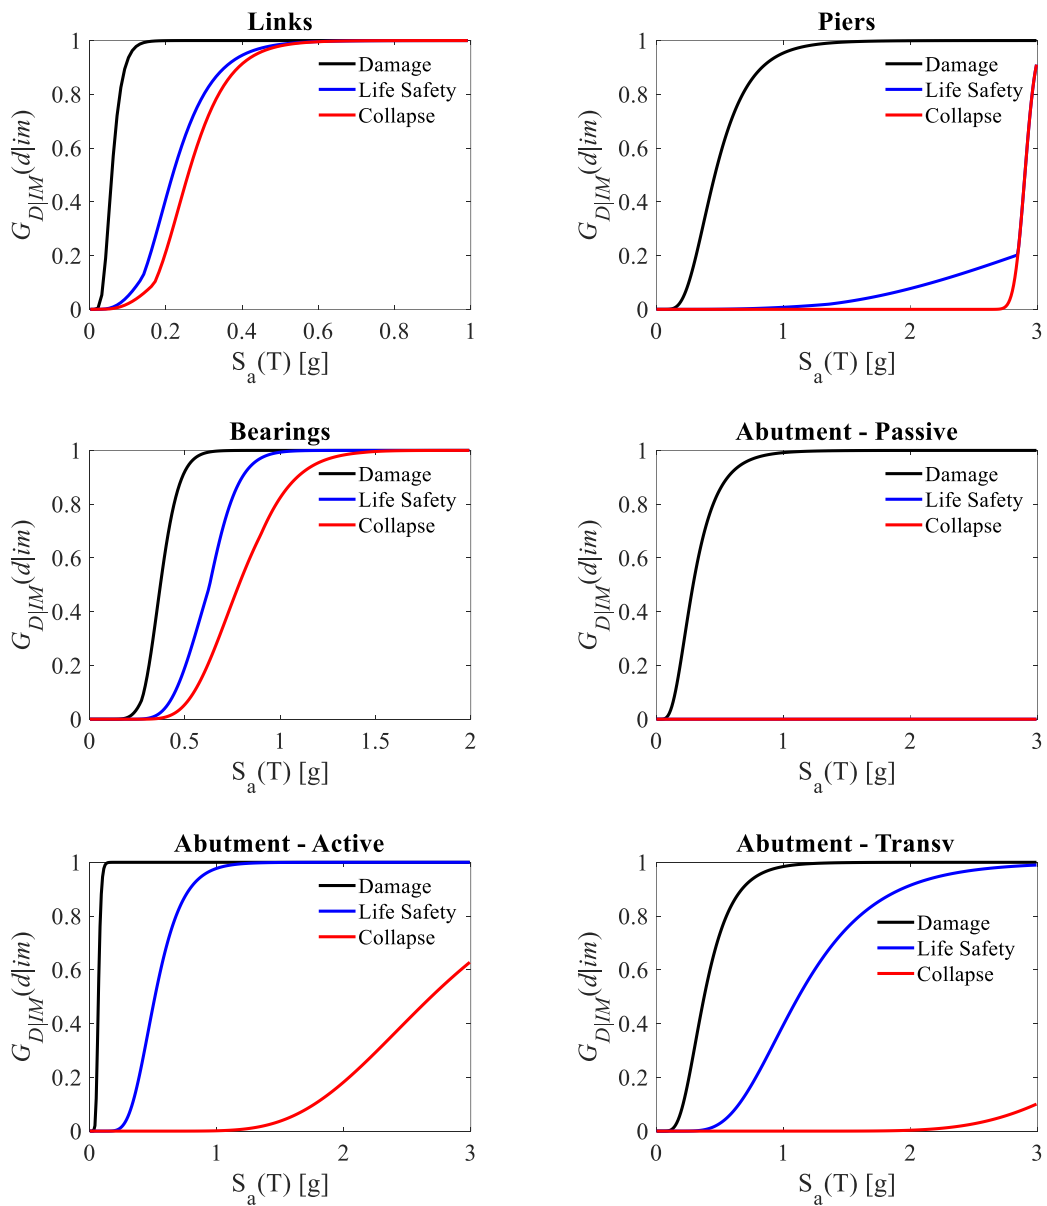 Links
1
0.8
0.6
0.4
0.2
0
0 0.2 0.4 0.6 0.8 1
G_{D|IM}(d|im)
S_a(T) [g]
Damage
Life Safety
Collapse
Piers
1
0.8
0.6
0.4
0.2
0
0 1 2 3
G_{D|IM}(d|im)
S_a(T) [g]
Damage
Life Safety
Collapse
Bearings
1
0.8
0.6
0.4
0.2
0
0 0.5 1 1.5 2
G_{D|IM}(d|im)
S_a(T) [g]
Damage
Life Safety
Collapse
Abutment - Passive
1
0.8
0.6
0.4
0.2
0
0 1 2 3
G_{D|IM}(d|im)
S_a(T) [g]
Damage
Life Safety
Collapse
Abutment - Active
1
0.8
0.6
0.4
0.2
0
0 1 2 3
G_{D|IM}(d|im)
S_a(T) [g]
Damage
Life Safety
Collapse
Abutment - Transv
1
0.8
0.6
0.4
0.2
0
0 1 2 3
G_{D|IM}(d|im)
S_a(T) [g]
Damage
Life Safety
Collapse